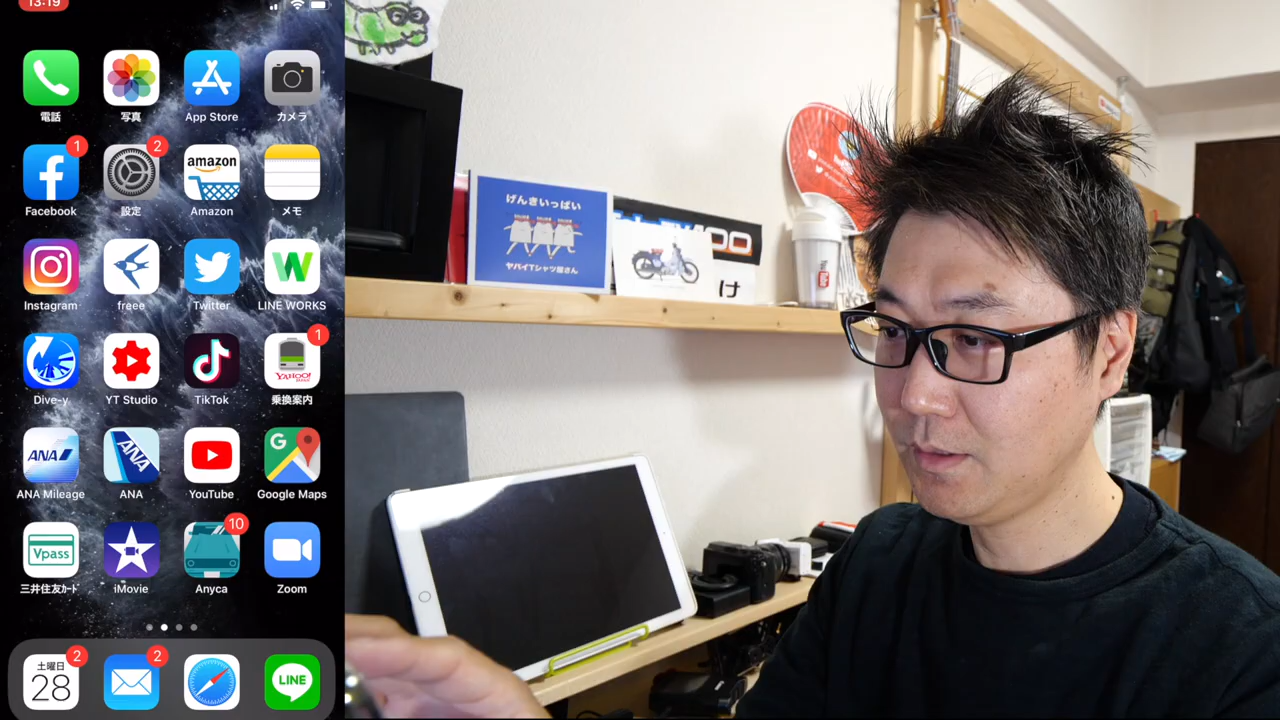 13:19
電話
写真
App Store
カメラ
1
2
amazon
Facebook
設定
Amazon
メモ
Instagram
freee
Twitter
LINE WORKS
1
YAHOO!
Dive-y
YT Studio
TikTok
乗換案内
ANA
ANA
G
ANA Mileage
ANA
YouTube
Google Maps
10
Vpass
三井住友ｶｰﾄﾞ
iMovie
Anyca
Zoom
土曜日
28
2
2
LINE
げんきいっぱい
ヤバイTシャツ屋さん
け